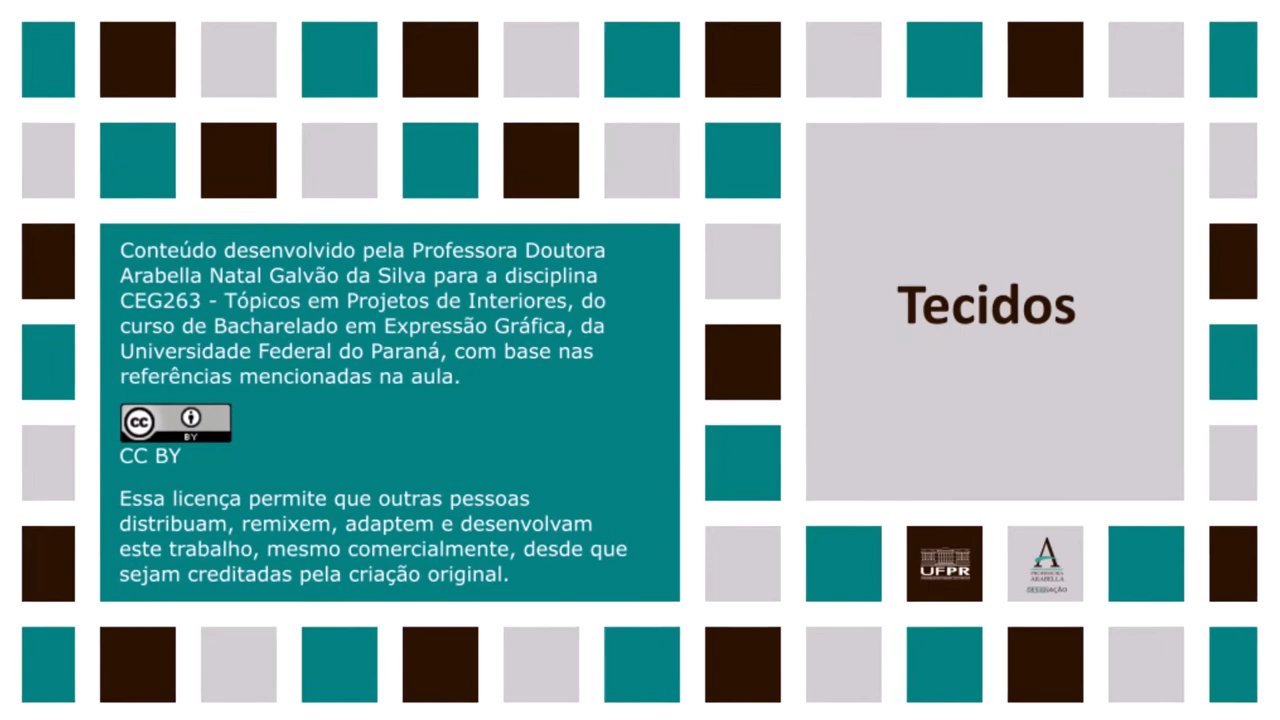 Conteúdo desenvolvido pela Professora Doutora
Arabella Natal Galvão da Silva para a disciplina
CEG263 - Tópicos em Projetos de Interiores, do
curso de Bacharelado em Expressão Gráfica, da
Universidade Federal do Paraná, com base nas
referências mencionadas na aula.
cc BY
CC BY
Essa licença permite que outras pessoas
distribuam, remixem, adaptem e desenvolvam
este trabalho, mesmo comercialmente, desde que
sejam creditadas pela criação original.
Tecidos
UFPR
A
PROFESSORA
ARABELLA